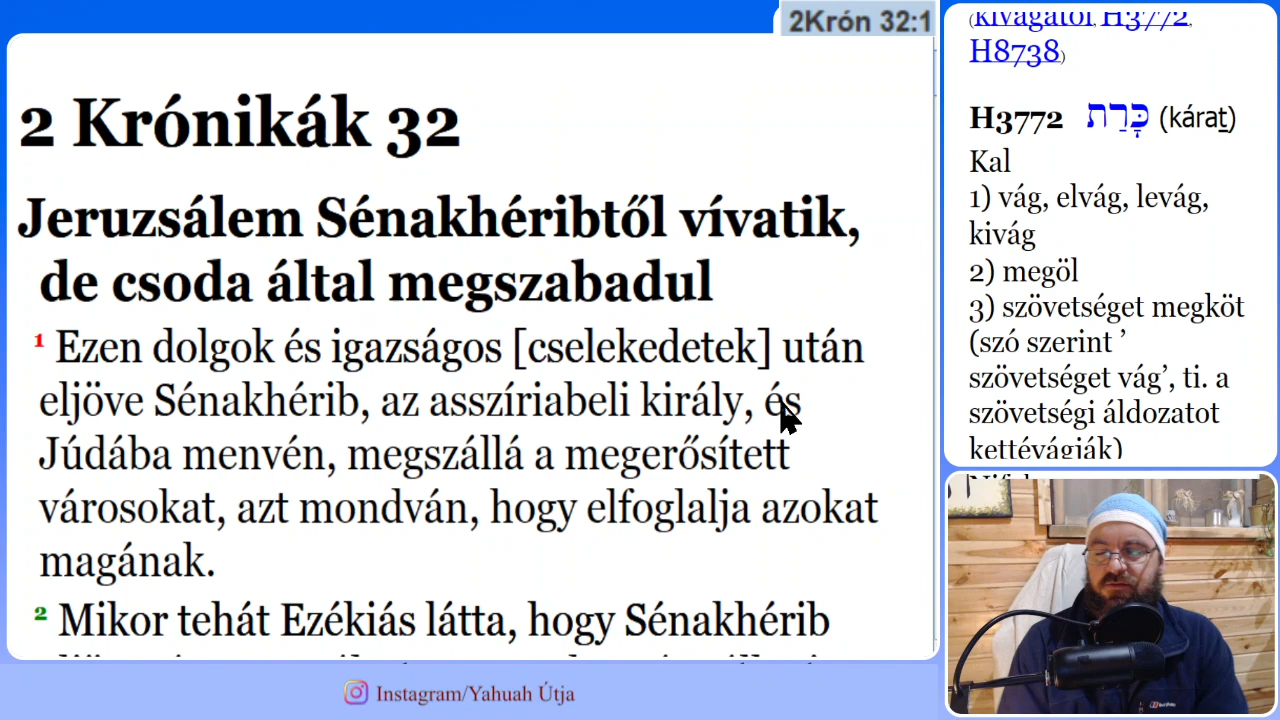 2Krón 32:1
2 Krónikák 32
Jeruzsálem Sénakhéribtől vívatik,
de csoda által megszabadul
1 Ezen dolgok és igazságos [cselekedetek] után
eljöve Sénakhérib, az asszíriabeli király, és
Júdába menvén, megszállá a megerősített
városokat, azt mondván, hogy elfoglalja azokat
magának.
2 Mikor tehát Ezékiás látta, hogy Sénakhérib
(kivágatol, H3772,
H8738)
H3772 כָּרַת (kárat)
Kal
1) vág, elvág, levág,
kivág
2) megöl
3) szövetséget megköt
(szó szerint ’
szövetséget vág’, ti. a
szövetségi áldozatot
kettévágják)
Instagram/Yahuah Útja